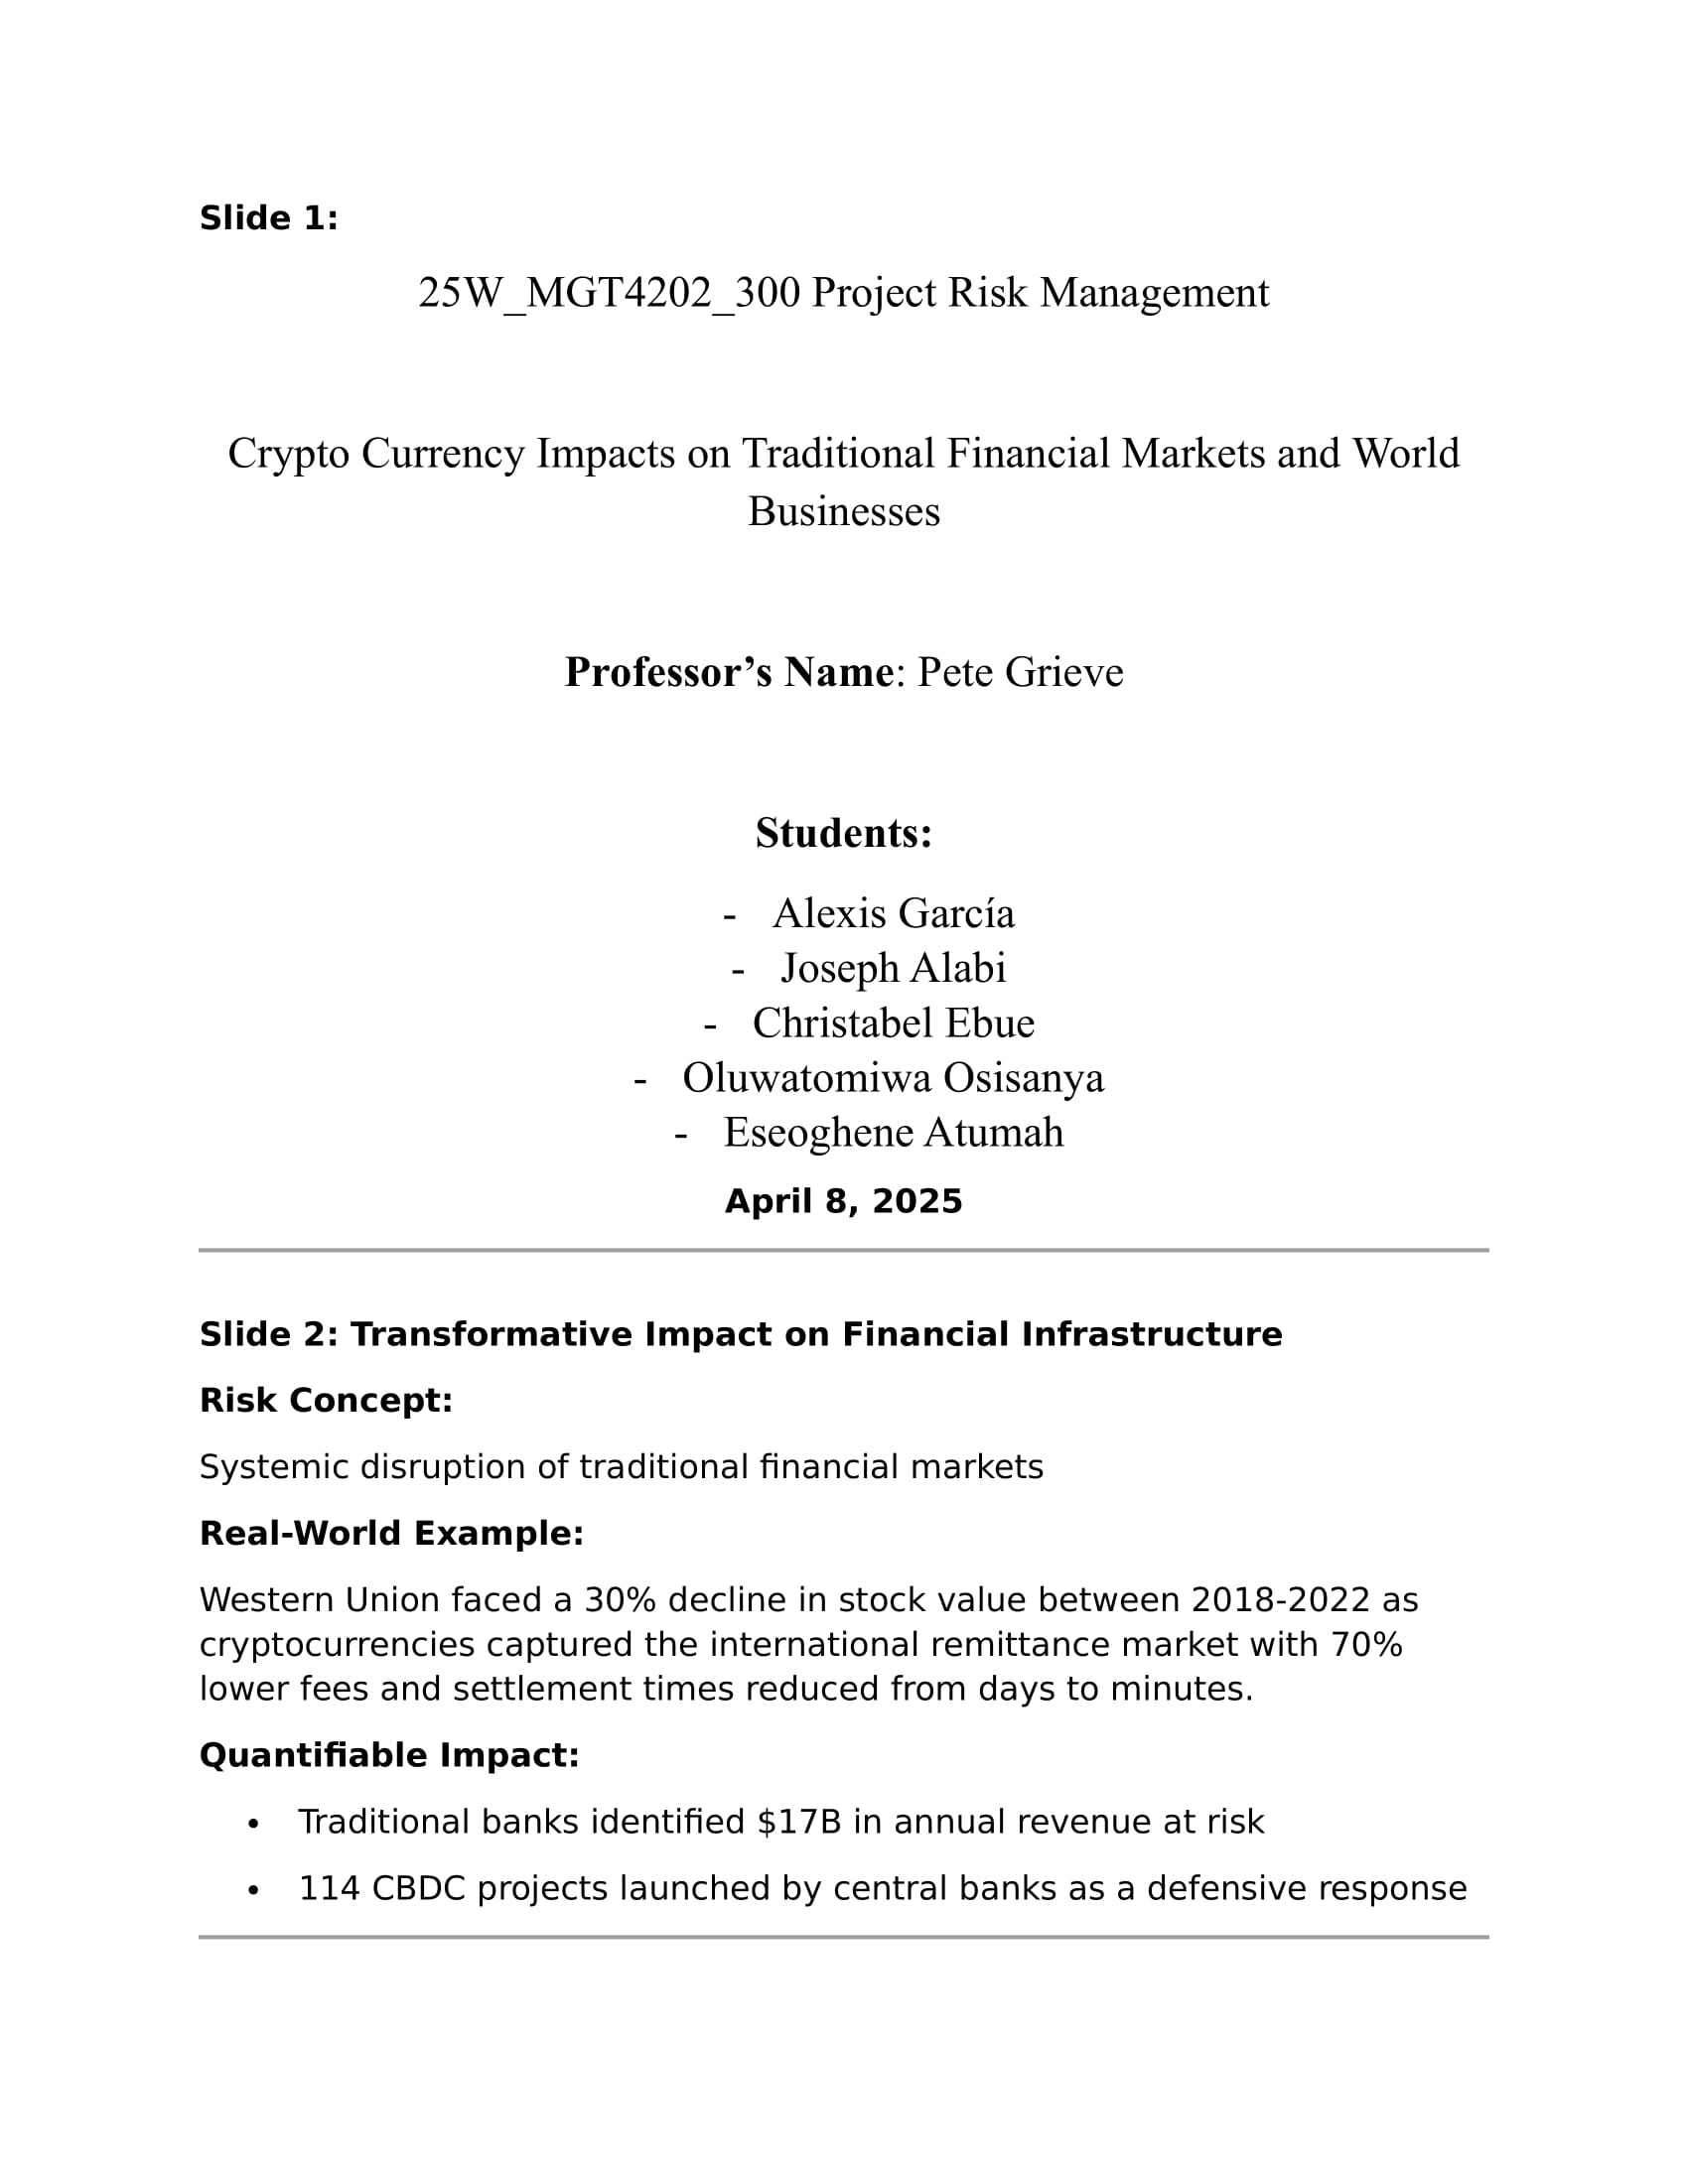 Slide 1:
25W_MGT4202_300 Project Risk Management
Crypto Currency Impacts on Traditional Financial Markets and World
Businesses
Professor’s Name: Pete Grieve
Students:
- Alexis García
- Joseph Alabi
- Christabel Ebue
- Oluwatomiwa Osisanya
- Eseoghene Atumah
April 8, 2025
Slide 2: Transformative Impact on Financial Infrastructure
Risk Concept:
Systemic disruption of traditional financial markets
Real-World Example:
Western Union faced a 30% decline in stock value between 2018-2022 as
cryptocurrencies captured the international remittance market with 70%
lower fees and settlement times reduced from days to minutes.
Quantifiable Impact:
• Traditional banks identified $17B in annual revenue at risk
• 114 CBDC projects launched by central banks as a defensive response